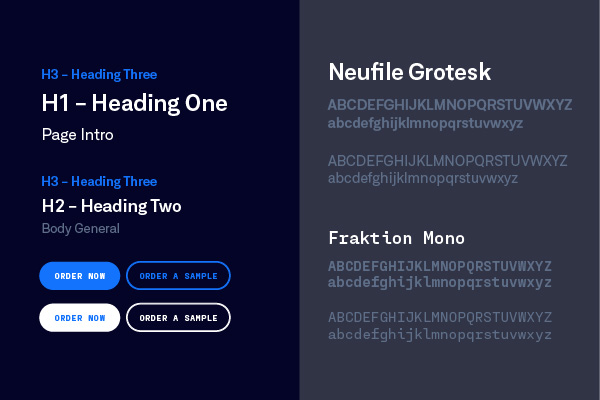 H3 – Heading Three
H1 – Heading One
Page Intro
H3 – Heading Three
H2 – Heading Two
Body General
ORDER NOW
ORDER A SAMPLE
ORDER NOW
ORDER A SAMPLE
Neufile Grotesk
ABCDEFGHIJKLMNOPQRSTUVWXYZ
abcdefghijklmnopqrstuvwxyz
ABCDEFGHIJKLMNOPQRSTUVWXYZ
abcdefghijklmnopqrstuvwxyz
Fraktion Mono
ABCDEFGHIJKLMNOPQRSTUVWXYZ
abcdefghijklmnopqrstuvwxyz
ABCDEFGHIJKLMNOPQRSTUVWXYZ
abcdefghijklmnopqrstuvwxyz